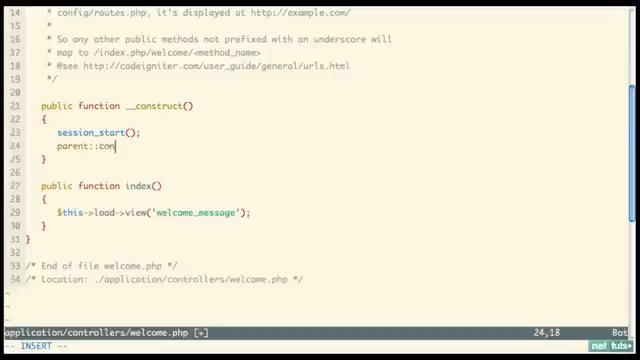 14 * config/routes.php, it's displayed at http://example.com/
15 *
16 * So any other public methods not prefixed with an underscore will
17 * map to /index.php/welcome/<method_name>
18 * @see http://codeigniter.com/user_guide/general/urls.html
19 */
20
21 public function __construct()
22 {
23 session_start();
24 parent::con
25 }
26
27 public function index()
28 {
29 $this->load->view('welcome_message');
30 }
31 }
32
33 /* End of file welcome.php */
34 /* Location: ./application/controllers/welcome.php */
~
~
~
application/controllers/welcome.php [+] 24,18 Bot
-- INSERT --
net tuts+